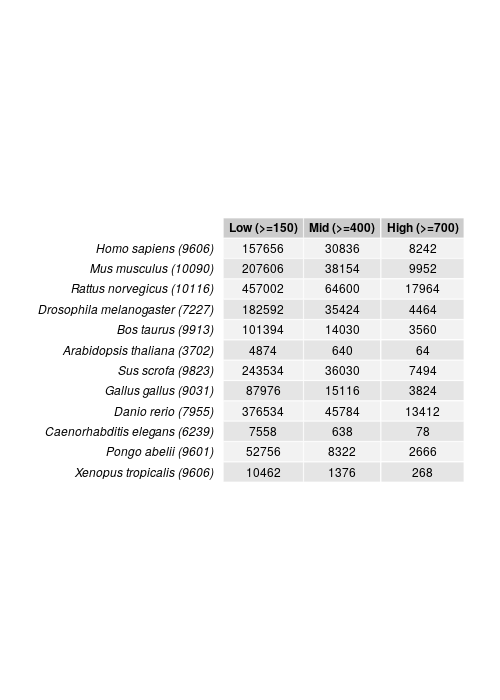 Low (>=150) Mid (>=400) High (>=700)
Homo sapiens (9606) 157656 30836 8242
Mus musculus (10090) 207606 38154 9952
Rattus norvegicus (10116) 457002 64600 17964
Drosophila melanogaster (7227) 182592 35424 4464
Bos taurus (9913) 101394 14030 3560
Arabidopsis thaliana (3702) 4874 640 64
Sus scrofa (9823) 243534 36030 7494
Gallus gallus (9031) 87976 15116 3824
Danio rerio (7955) 376534 45784 13412
Caenorhabditis elegans (6239) 7558 638 78
Pongo abelii (9601) 52756 8322 2666
Xenopus tropicalis (9606) 10462 1376 268